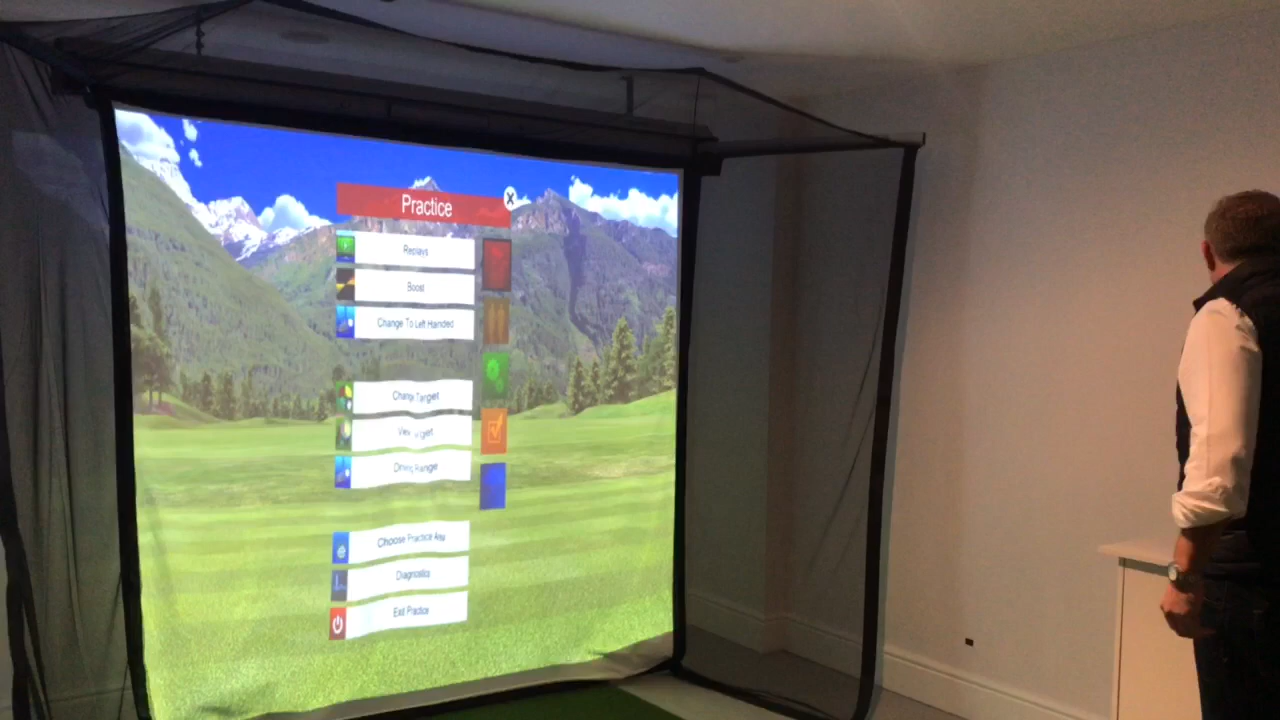 Practice
X
Replays
Boost
Change To Left Handed
Change Target
View Target
Driving Range
Choose Practice Area
Diagnostics
Exit Practice